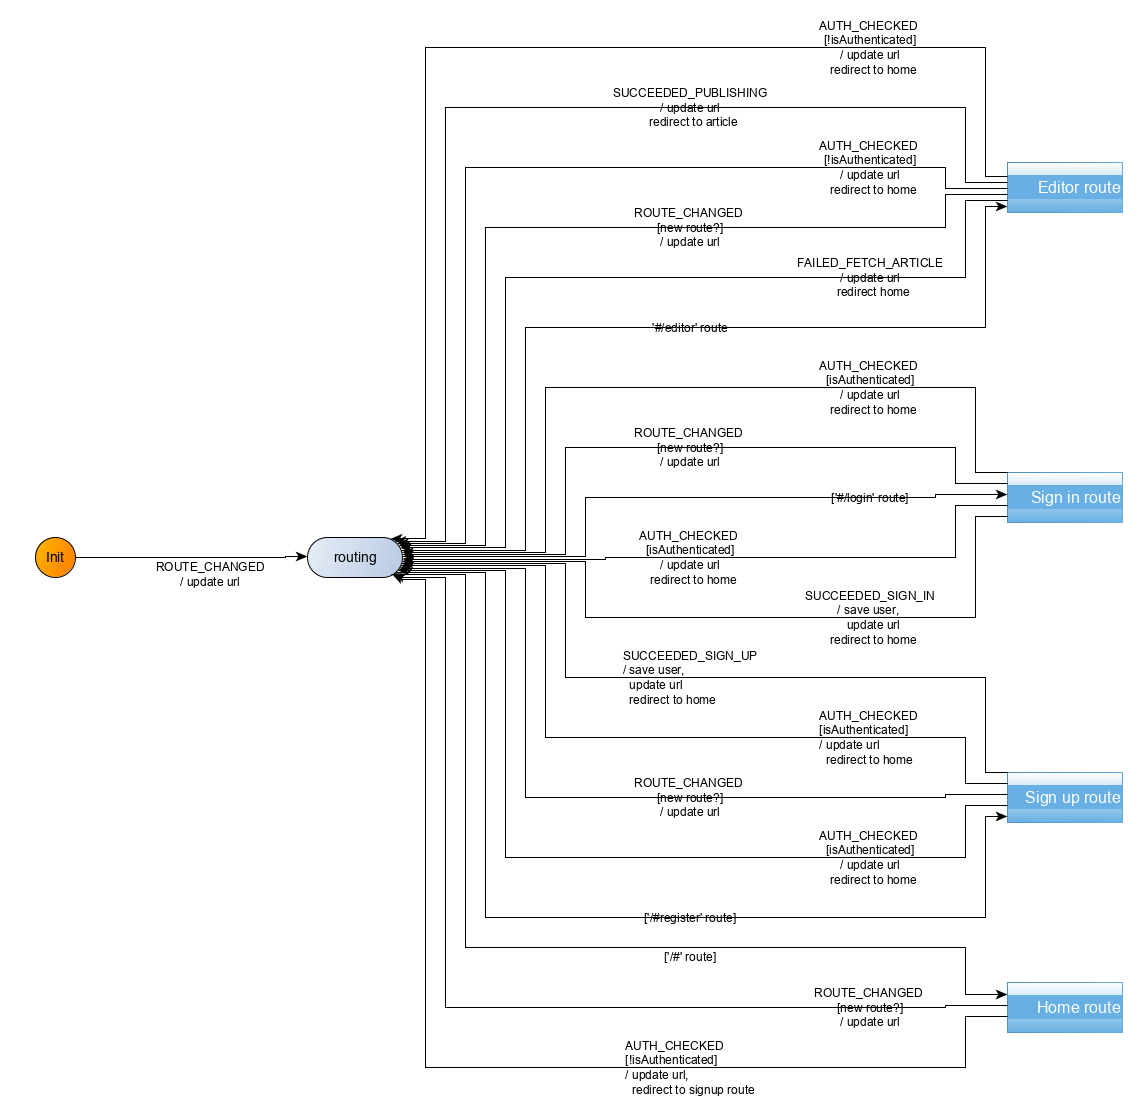 AUTH_CHECKED
[!isAuthenticated]
/ update url
redirect to home
SUCCEEDED_PUBLISHING
/ update url
redirect to article
AUTH_CHECKED
[!isAuthenticated]
/ update url
redirect to home
Editor route
ROUTE_CHANGED
[new route?]
/ update url
FAILED_FETCH_ARTICLE
/ update url
redirect home
'#/editor' route
AUTH_CHECKED
[isAuthenticated]
/ update url
redirect to home
ROUTE_CHANGED
[new route?]
/ update url
['#/login' route]
Sign in route
AUTH_CHECKED
[isAuthenticated]
/ update url
redirect to home
Init
routing
ROUTE_CHANGED
/ update url
SUCCEEDED_SIGN_IN
/ save user,
update url
redirect to home
SUCCEEDED_SIGN_UP
/ save user,
update url
redirect to home
AUTH_CHECKED
[isAuthenticated]
/ update url
redirect to home
ROUTE_CHANGED
[new route?]
/ update url
Sign up route
AUTH_CHECKED
[isAuthenticated]
/ update url
redirect to home
['/#register' route]
['/#' route]
ROUTE_CHANGED
[new route?]
/ update url
Home route
AUTH_CHECKED
[!isAuthenticated]
/ update url,
redirect to signup route